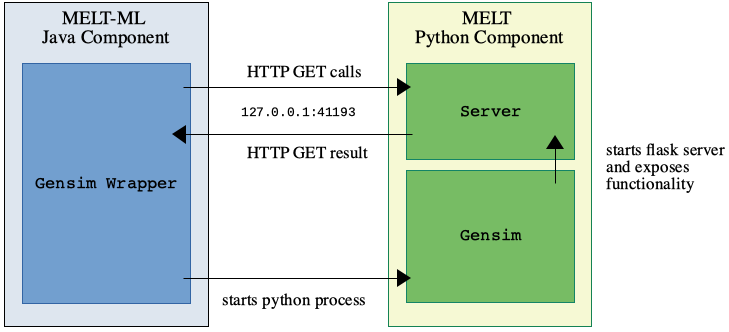 MELT-ML
Java Component
MELT
Python Component
HTTP GET calls
127.0.0.1:41193
HTTP GET result
Gensim Wrapper
Server
starts flask server
and exposes
functionality
Gensim
starts python process